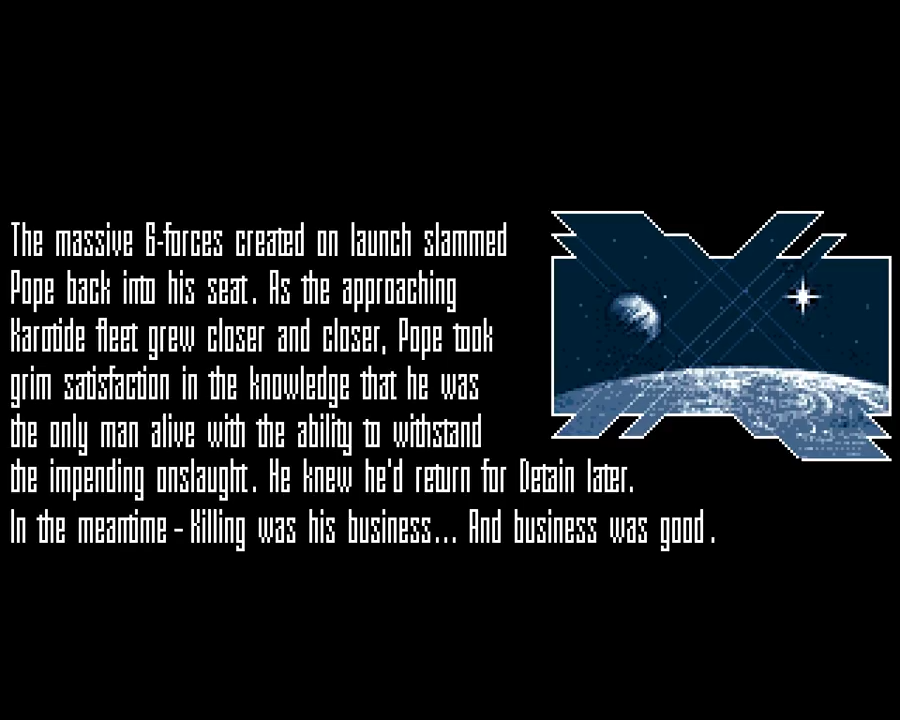 The massive G-forces created on launch slammed
Pope back into his seat. As the approaching
Karotide fleet grew closer and closer, Pope took
grim satisfaction in the knowledge that he was
the only man alive with the ability to withstand
the impending onslaught. He knew he'd return for Detain later.
In the meantime - Killing was his business... And business was good.